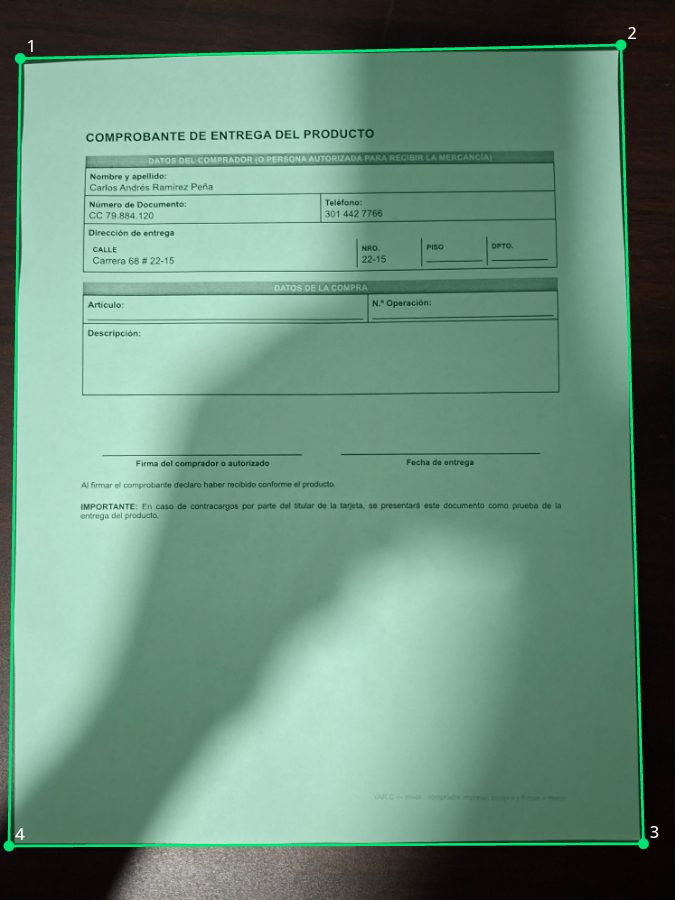 1
2
COMPROBANTE DE ENTREGA DEL PRODUCTO
DATOS DEL COMPRADOR (O PERSONA AUTORIZADA PARA RECIBIR LA MERCANCÍA)
Nombre y apellido:
Carlos Andrés Ramírez Peña
Número de Documento: Teléfono:
CC 79.884.120 301 442 7766
Dirección de entrega
CALLE NRO. PISO DPTO.
Carrera 68 # 22-15 22-15
DATOS DE LA COMPRA
Artículo: N.º Operación:
Descripción:
Firma del comprador o autorizado Fecha de entrega
Al firmar el comprobante declaro haber recibido conforme el producto.
IMPORTANTE: En caso de contracargos por parte del titular de la tarjeta, se presentará este documento como prueba de la
entrega del producto.
4
3